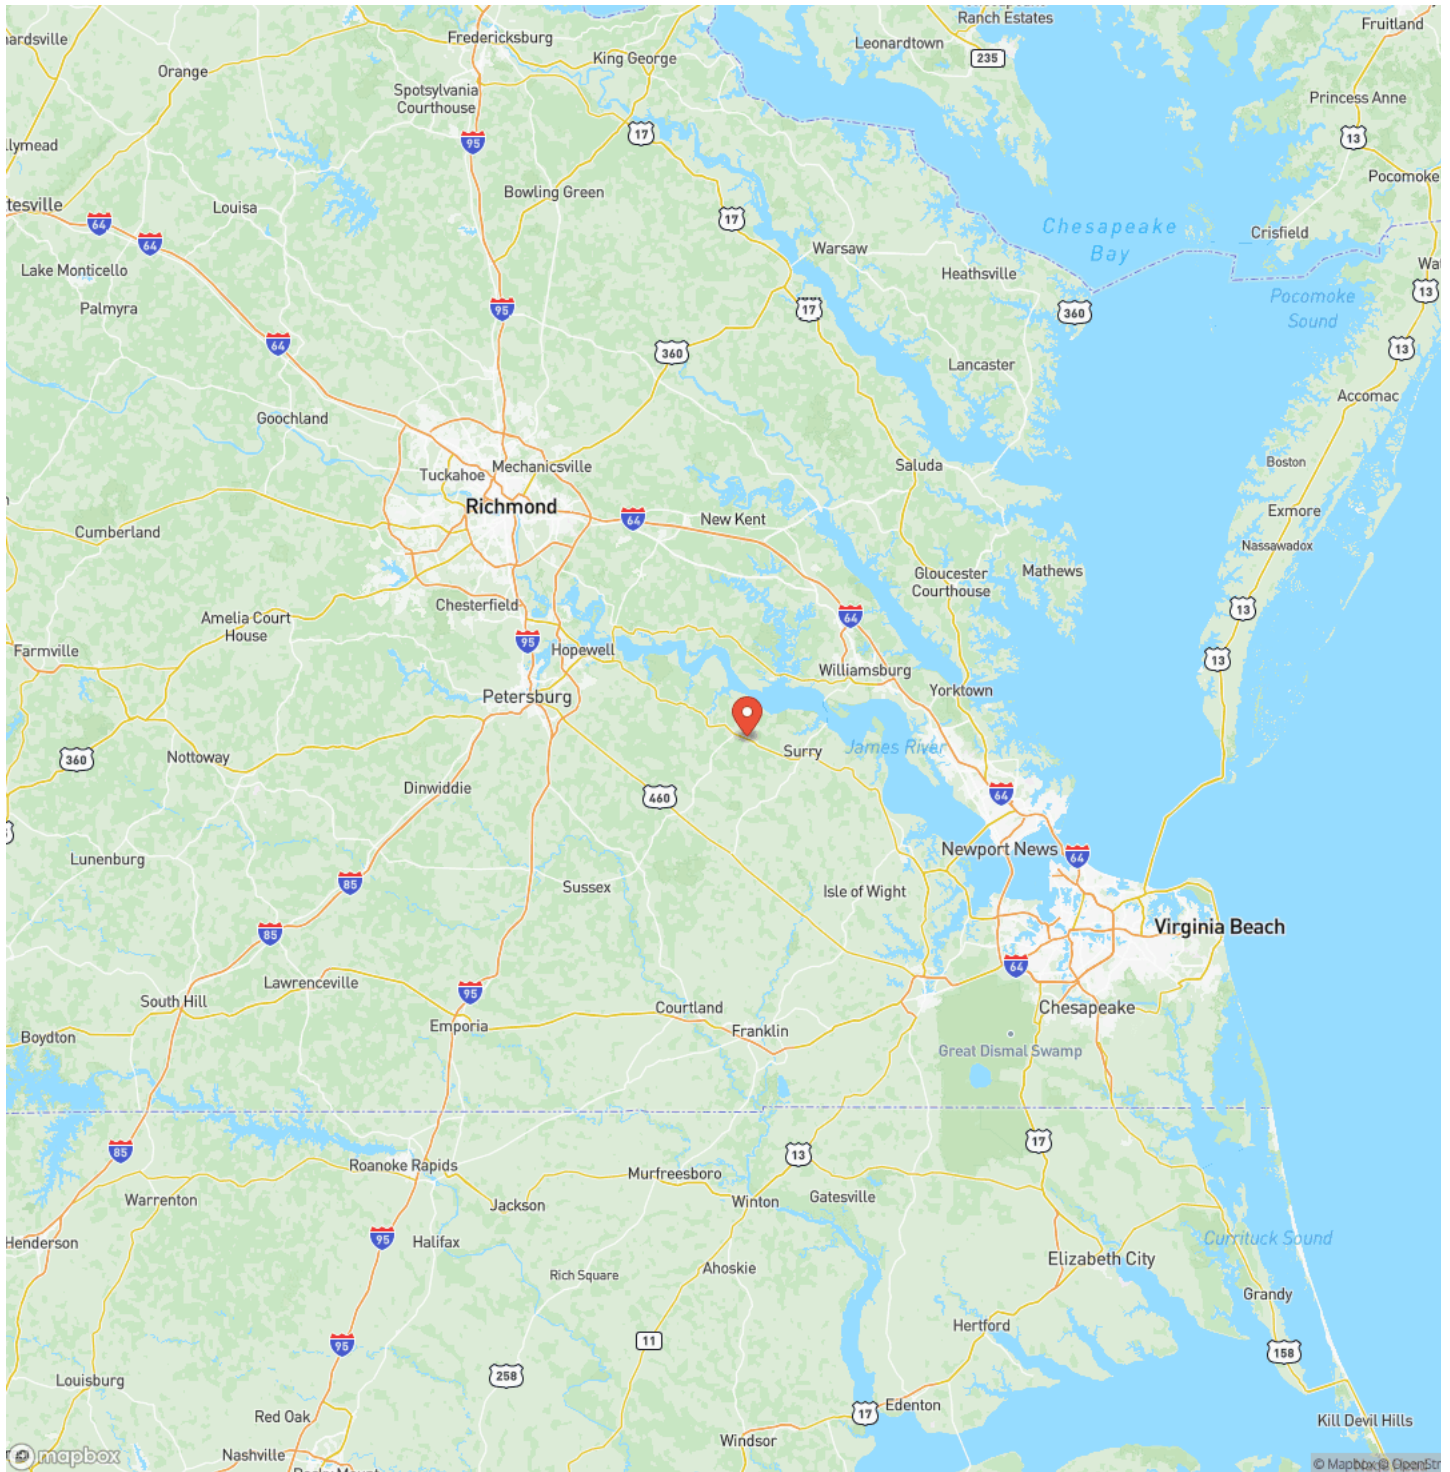 Ranch Estates
Fruitland
ardsville
Fredericksburg
Leonardtown
King George
235
Orange
Spotsylvania
Courthouse
Princess Anne
17
13
95
lymead
Pocomoke
Bowling Green
tesville
Louisa
64
17
64
Chesapeake
Bay
Crisfield
Warsaw
Lake Monticello
Heathsville
Wat
13
Palmyra
95
17
360
Pocomoke
Sound
64
360
13
Lancaster
Accomac
Goochland
Tuckahoe
Mechanicsville
Saluda
Boston
Richmond
64
New Kent
Exmore
Cumberland
Nassawadox
Gloucester
Courthouse
Mathews
Chesterfield
13
Amelia Court
House
64
95
Farmville
Hopewell
13
Williamsburg
Petersburg
Yorktown
James River
Surry
360
Nottoway
Dinwiddie
460
64
Lunenburg
Newport News
64
85
Sussex
Isle of Wight
85
Virginia Beach
64
Lawrenceville
95
South Hill
Courtland
Chesapeake
Emporia
Franklin
Boydton
Great Dismal Swamp
85
17
13
Roanoke Rapids
Murfreesboro
Warrenton
Jackson
Winton
Gatesville
Henderson
95
Halifax
Currituck Sound
Elizabeth City
Ahoskie
Rich Square
Grandy
Hertford
95
11
158
258
Louisburg
Edenton
17
Red Oak
Kill Devil Hills
Windsor
Nashville
mapbox
© Mapbox © OpenStr